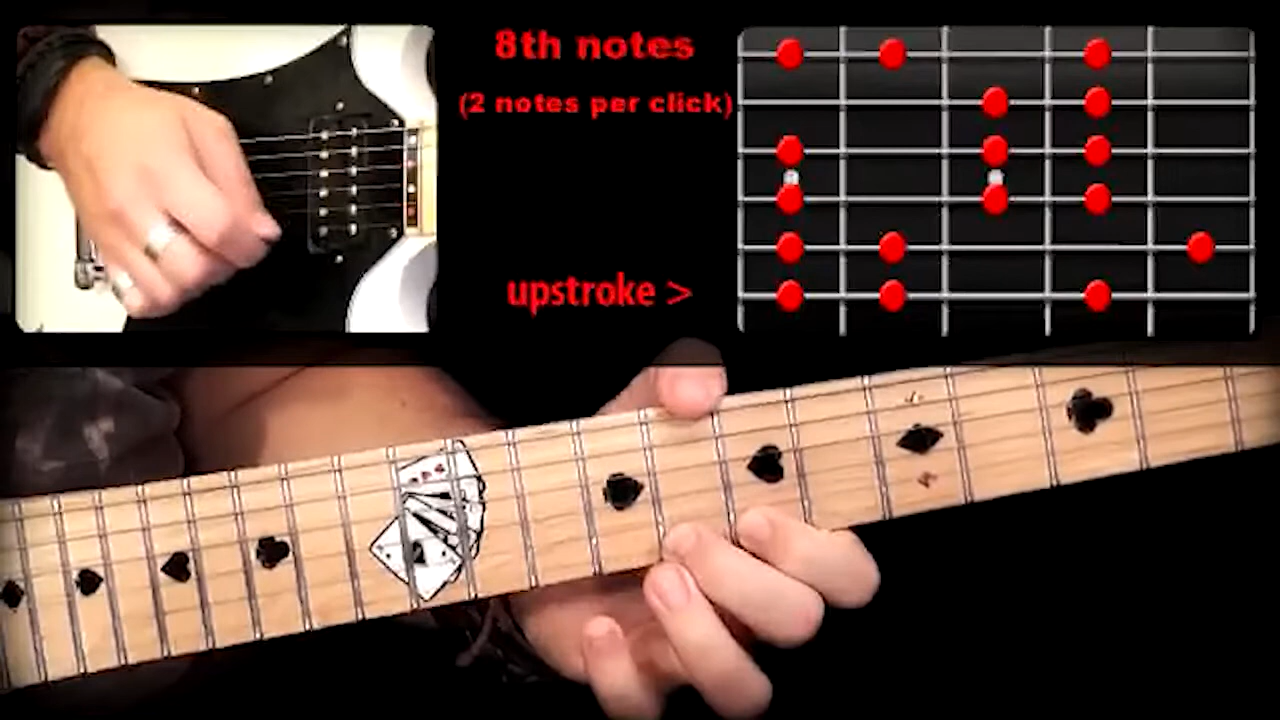 8th notes
(2 notes per click)
upstroke >